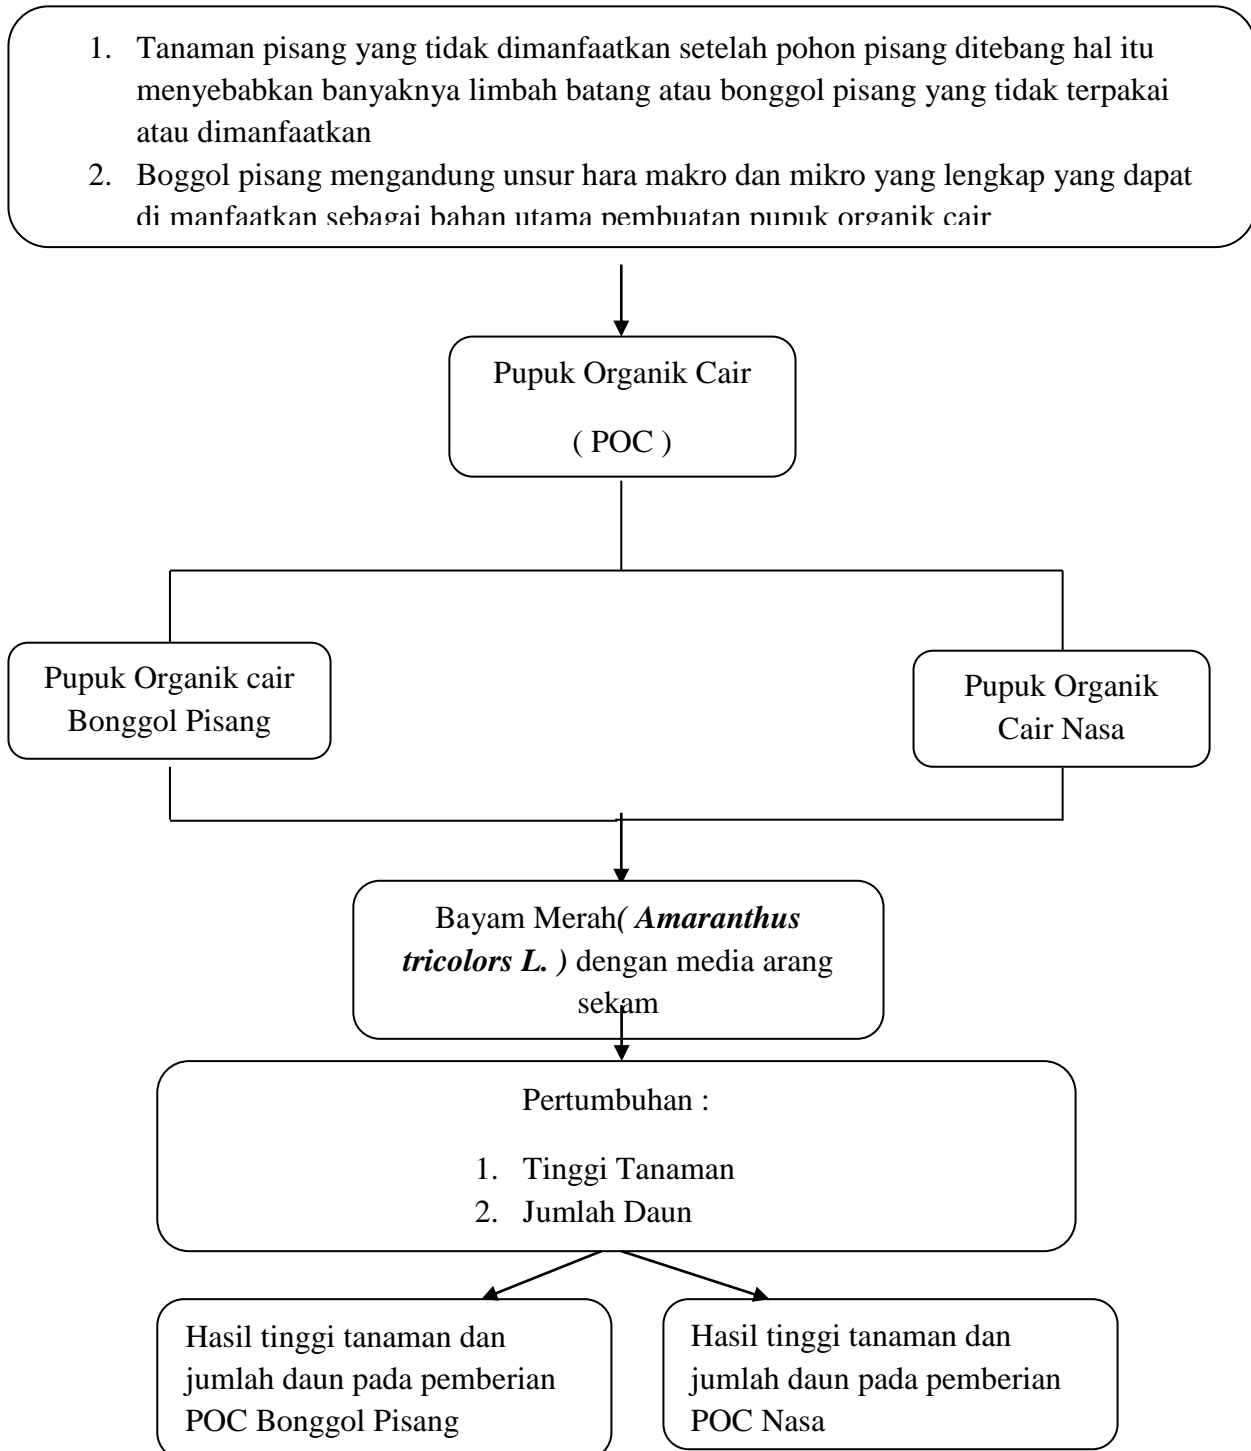 1. Tanaman pisang yang tidak dimanfaatkan setelah pohon pisang ditebang hal itu
menyebabkan banyaknya limbah batang atau bonggol pisang yang tidak terpakai
atau dimanfaatkan
2. Boggol pisang mengandung unsur hara makro dan mikro yang lengkap yang dapat
di manfaatkan sebagai bahan utama pembuatan pupuk organik cair
Pupuk Organik Cair
( POC )
Pupuk Organik cair
Bonggol Pisang
Pupuk Organik
Cair Nasa
Bayam Merah( Amaranthus
tricolors L. ) dengan media arang
sekam
Pertumbuhan :
1. Tinggi Tanaman
2. Jumlah Daun
Hasil tinggi tanaman dan
jumlah daun pada pemberian
POC Bonggol Pisang
Hasil tinggi tanaman dan
jumlah daun pada pemberian
POC Nasa